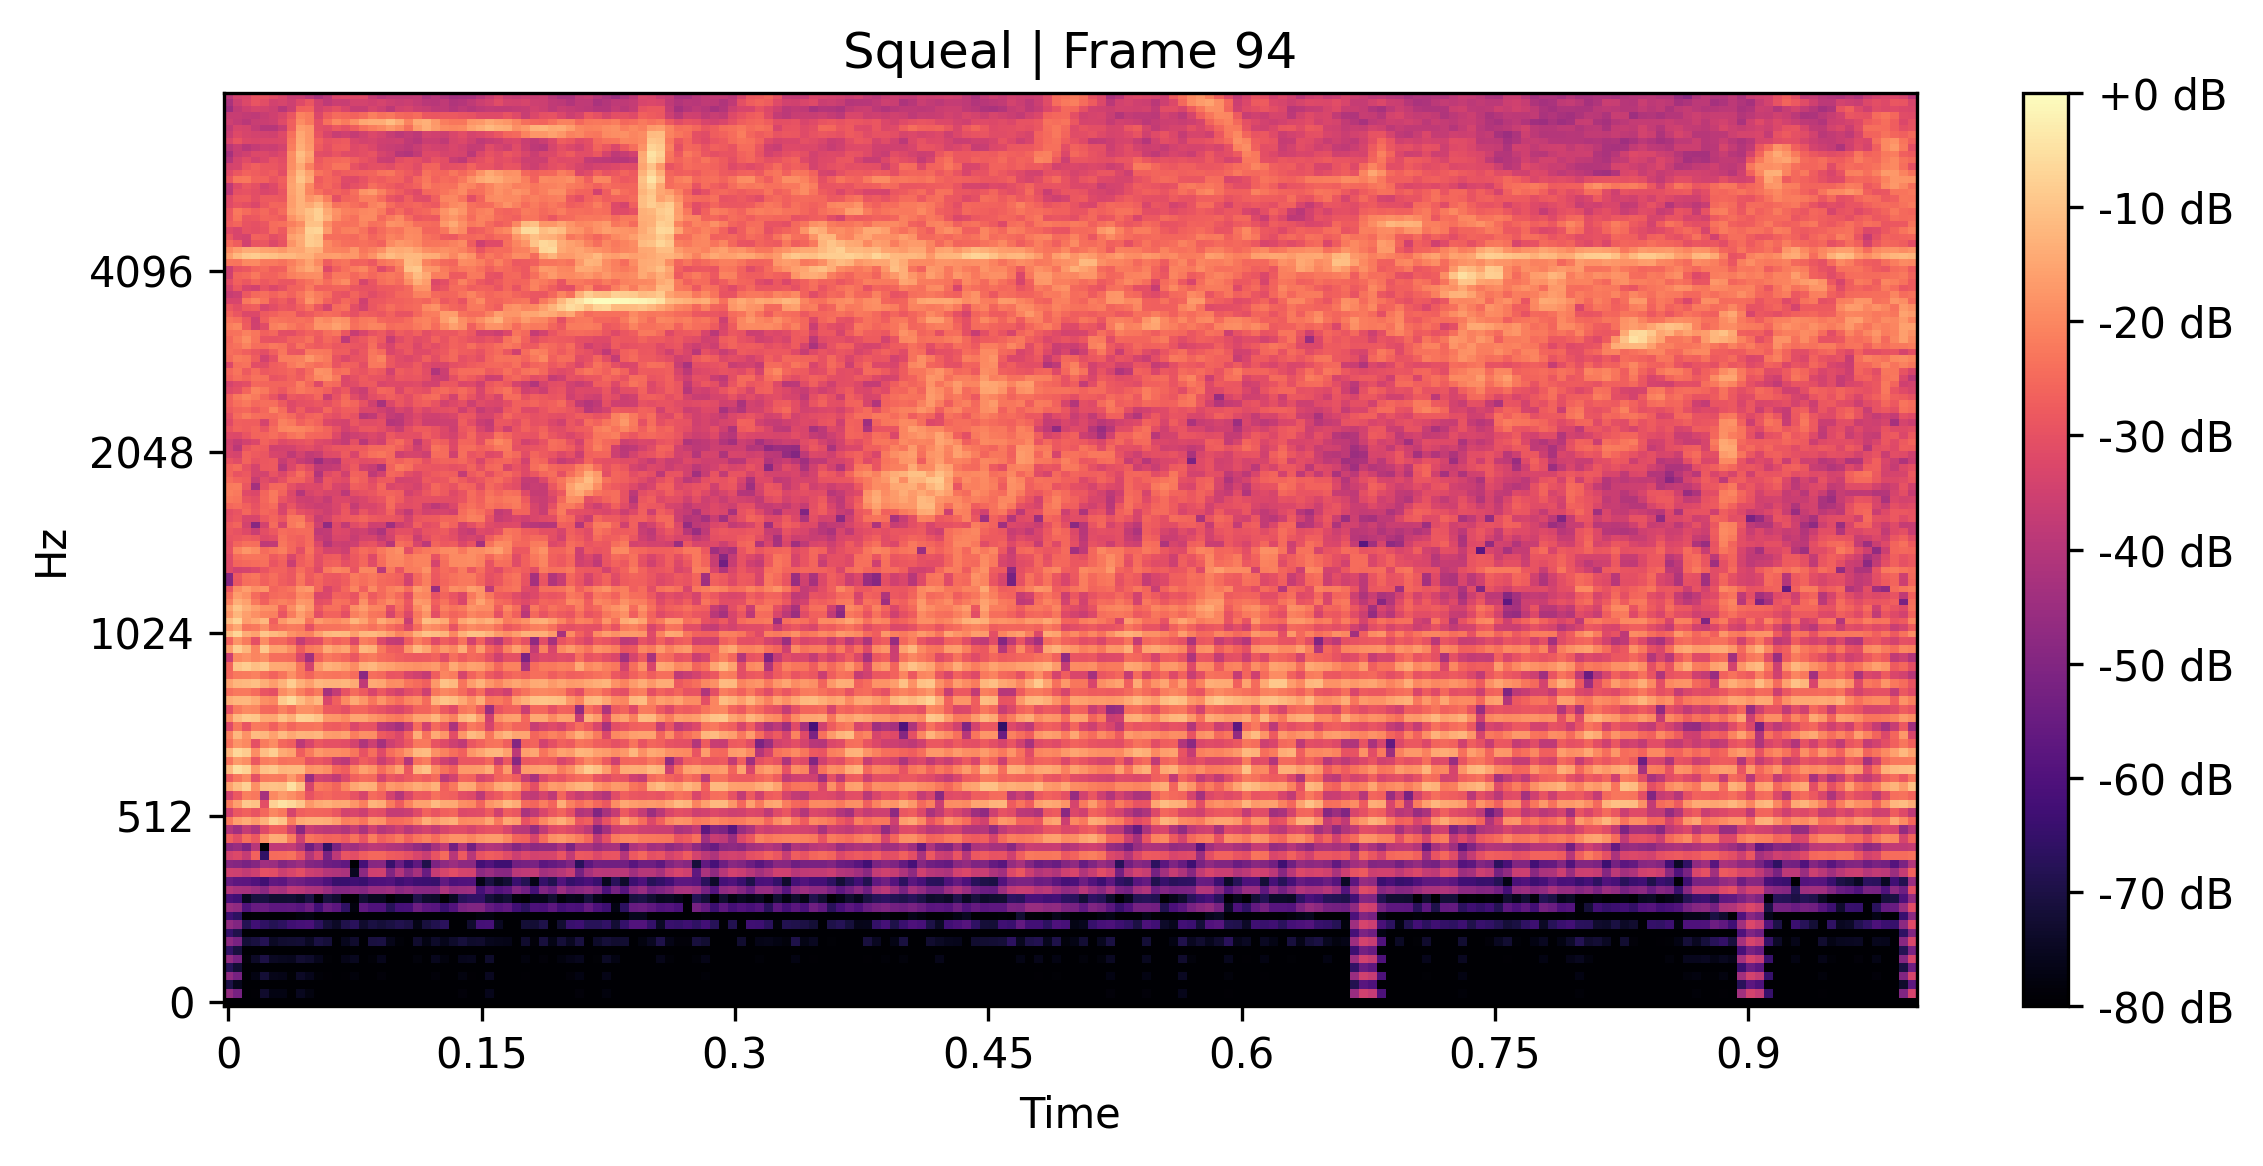 Squeal | Frame 94
+0 dB
-10 dB
-20 dB
-30 dB
-40 dB
-50 dB
-60 dB
-70 dB
-80 dB
Hz
4096
2048
1024
512
0
0 0.15 0.3 0.45 0.6 0.75 0.9
Time